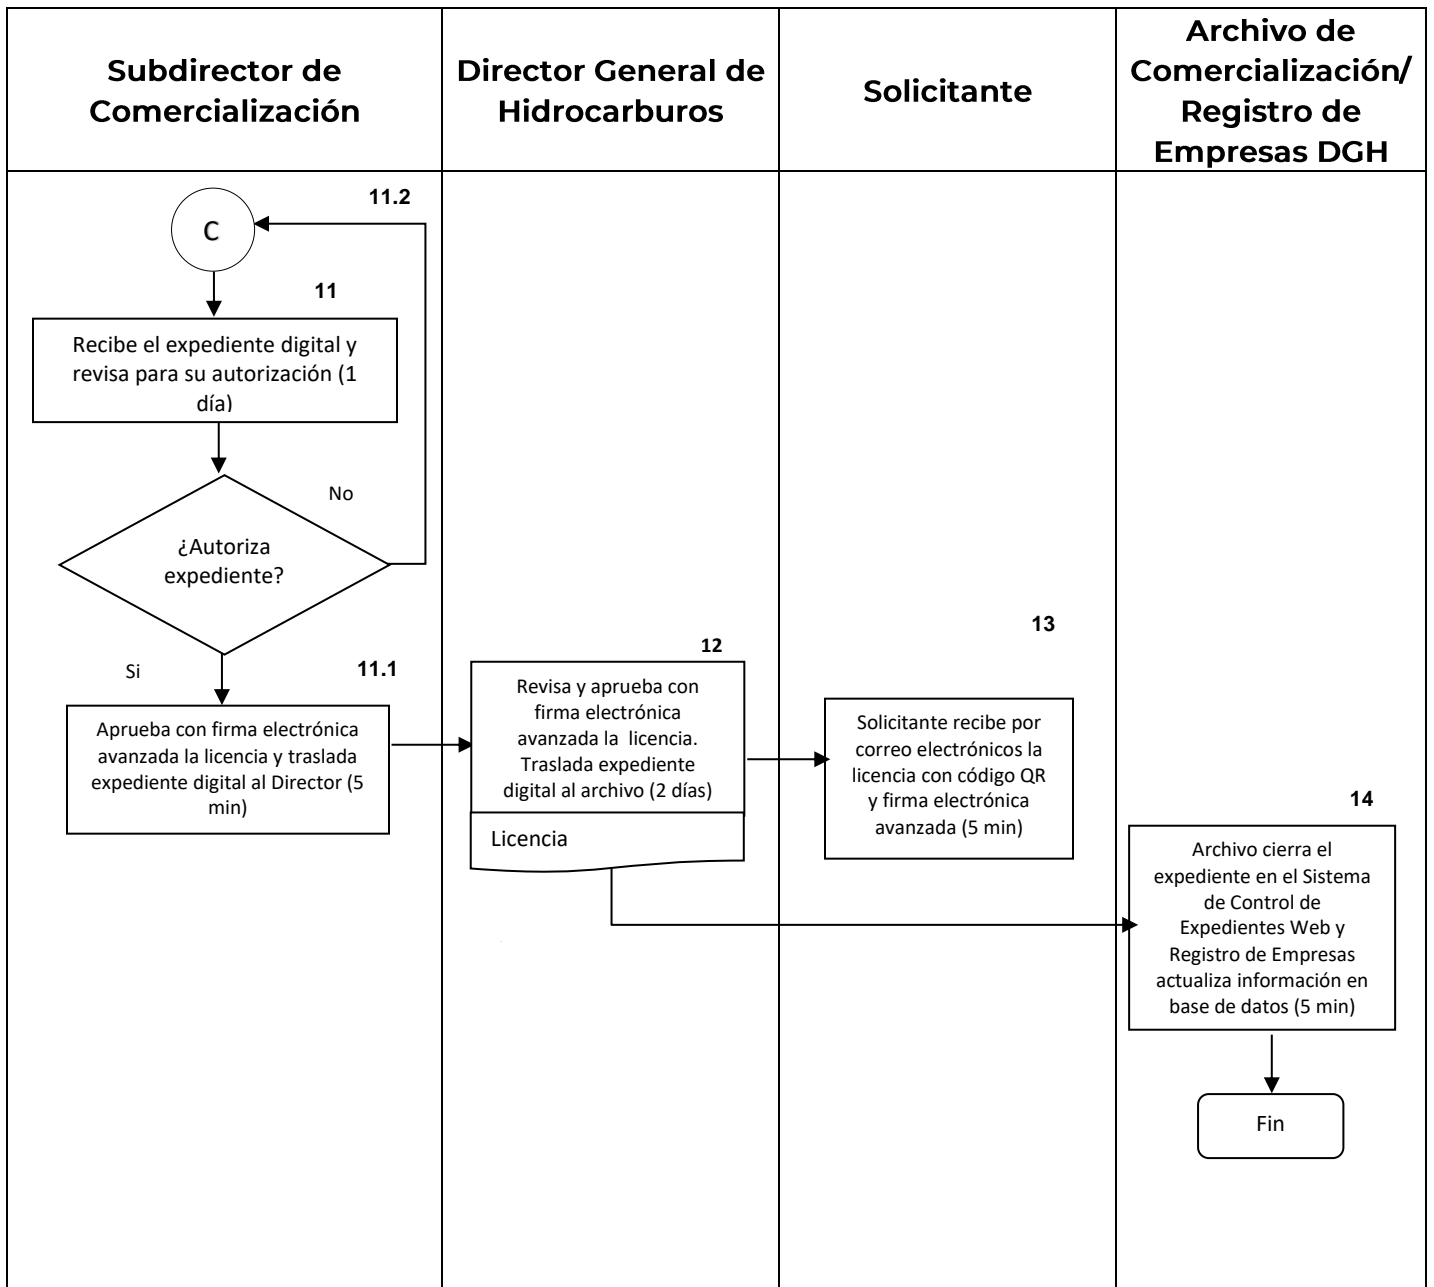 Subdirector de
Comercialización
Director General de
Hidrocarburos
Solicitante
Archivo de
Comercialización/
Registro de
Empresas DGH
C
11.2
11
Recibe el expediente digital y
revisa para su autorización (1
día)
No
¿Autoriza
expediente?
Si
11.1
Aprueba con firma electrónica
avanzada la licencia y traslada
expediente digital al Director (5
min)
12
Revisa y aprueba con
firma electrónica
avanzada la  licencia.
Traslada expediente
digital al archivo (2 días)
Licencia
13
Solicitante recibe por
correo electrónicos la
licencia con código QR
y firma electrónica
avanzada (5 min)
14
Archivo cierra el
expediente en el Sistema
de Control de
Expedientes Web y
Registro de Empresas
actualiza información en
base de datos (5 min)
Fin